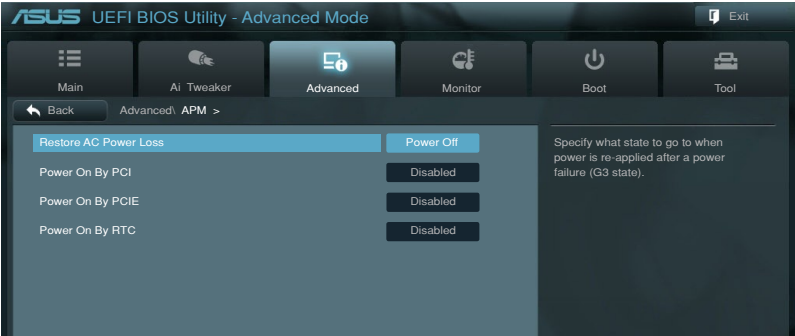 ASUS UEFI BIOS Utility - Advanced Mode
Exit
Main
Ai Tweaker
Advanced
Monitor
Boot
Tool
Back
Advanced\ APM >
Restore AC Power Loss
Power Off
Power On By PCI
Disabled
Power On By PCIE
Disabled
Power On By RTC
Disabled
Specify what state to go to when
power is re-applied after a power
failure (G3 state).